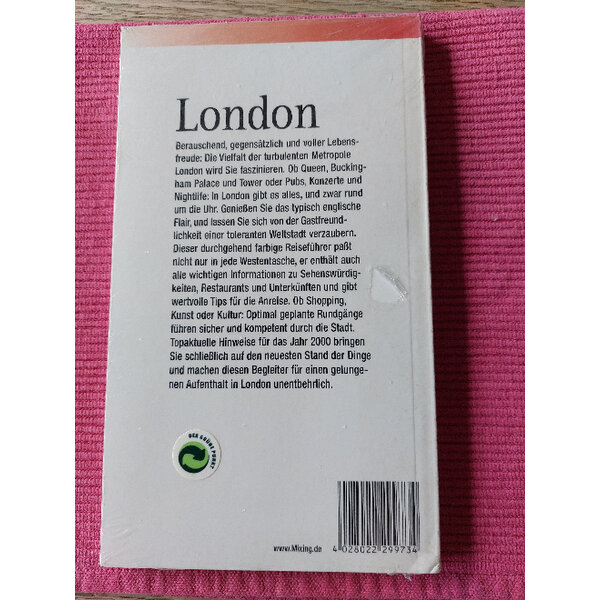 London
Berauschend, gegensätzlich und voller Lebens-
freude: Die Vielfalt der turbulenten Metropole
London wird Sie faszinieren. Ob Queen, Bucking-
ham Palace und Tower oder Pubs, Konzerte und
Nightlife: In London gibt es alles, und zwar rund
um die Uhr. Genießen Sie das typisch englische
Flair, und lassen Sie sich von der Gastfreund-
lichkeit einer toleranten Weltstadt verzaubern.
Dieser durchgehend farbige Reiseführer paßt
nicht nur in jede Westentasche, er enthält auch
alle wichtigen Informationen zu Sehenswürdig-
keiten, Restaurants und Unterkünften und gibt
wertvolle Tips für die Anreise. Ob Shopping,
Kunst oder Kultur: Optimal geplante Rundgänge
führen sicher und kompetent durch die Stadt.
Topaktuelle Hinweise für das Jahr 2000 bringen
Sie schließlich auf den neuesten Stand der Dinge
und machen diesen Begleiter für einen gelunge-
nen Aufenthalt in London unentbehrlich.
DER GRÜNE PUNKT
www.Mixing.de
4 028022 299734